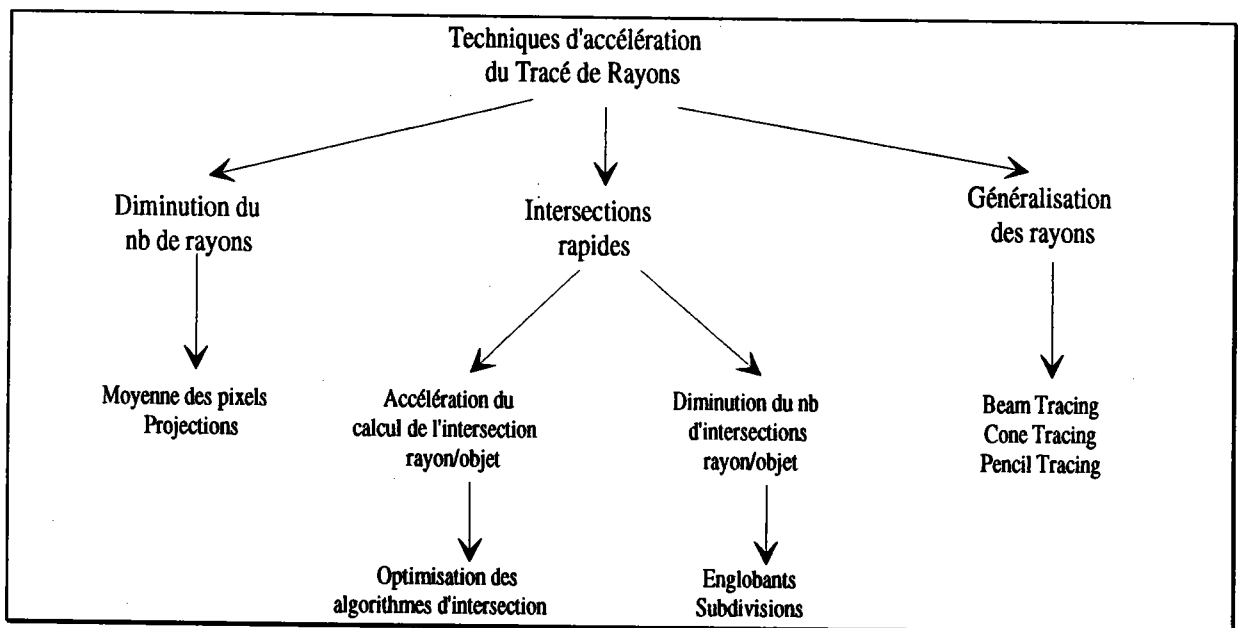 Techniques d'accélération
du Tracé de Rayons
Diminution du
nb de rayons
Intersections
rapides
Généralisation
des rayons
Moyenne des pixels
Projections
Accélération du
calcul de l'intersection
rayon/objet
Diminution du nb
d'intersections
rayon/objet
Beam Tracing
Cone Tracing
Pencil Tracing
Optimisation des
algorithmes d'intersection
Englobants
Subdivisions